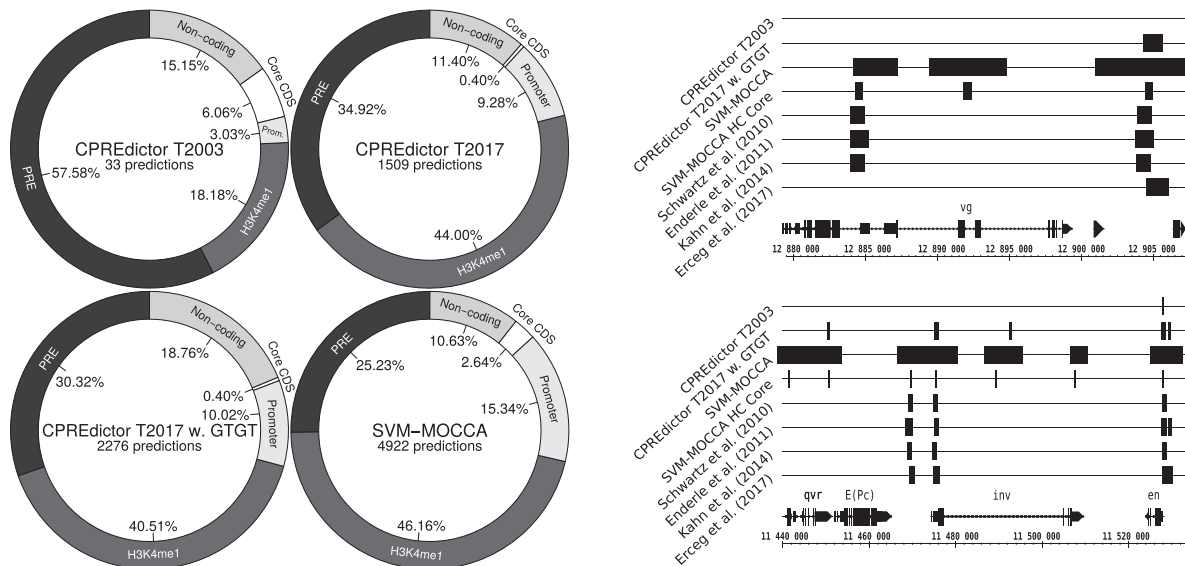 Non-coding
15.15%
Core CDS
6.06%
3.03%
Prom.
CPREdictor T2003
33 predictions
PRE
57.58%
18.18%
H3K4me1
Non-coding
11.40%
Core CDS
0.40%
Promoter
9.28%
PRE
34.92%
CPREdictor T2017
1509 predictions
44.00%
H3K4me1
Non-coding
18.76%
Core CDS
0.40%
10.02%
Promoter
PRE
30.32%
CPREdictor T2017 w. GTGT
2276 predictions
40.51%
H3K4me1
Non-coding
10.63%
Core CDS
2.64%
Promoter
15.34%
PRE
25.23%
SVM-MOCCA
4922 predictions
46.16%
H3K4me1
CPREdictor T2003
CPREdictor T2017 w. GTGT
SVM-MOCCA
SVM-MOCCA HC Core
Schwartz et al. (2010)
Enderle et al. (2011)
Kahn et al. (2014)
Erceg et al. (2017)
vg
12 880 000 12 885 000 12 890 000 12 895 000 12 900 000 12 905 000
CPREdictor T2003
CPREdictor T2017 w. GTGT
SVM-MOCCA
SVM-MOCCA HC Core
Schwartz et al. (2010)
Enderle et al. (2011)
Kahn et al. (2014)
Erceg et al. (2017)
qvr E(Pc) inv en
11 440 000 11 460 000 11 480 000 11 500 000 11 520 000